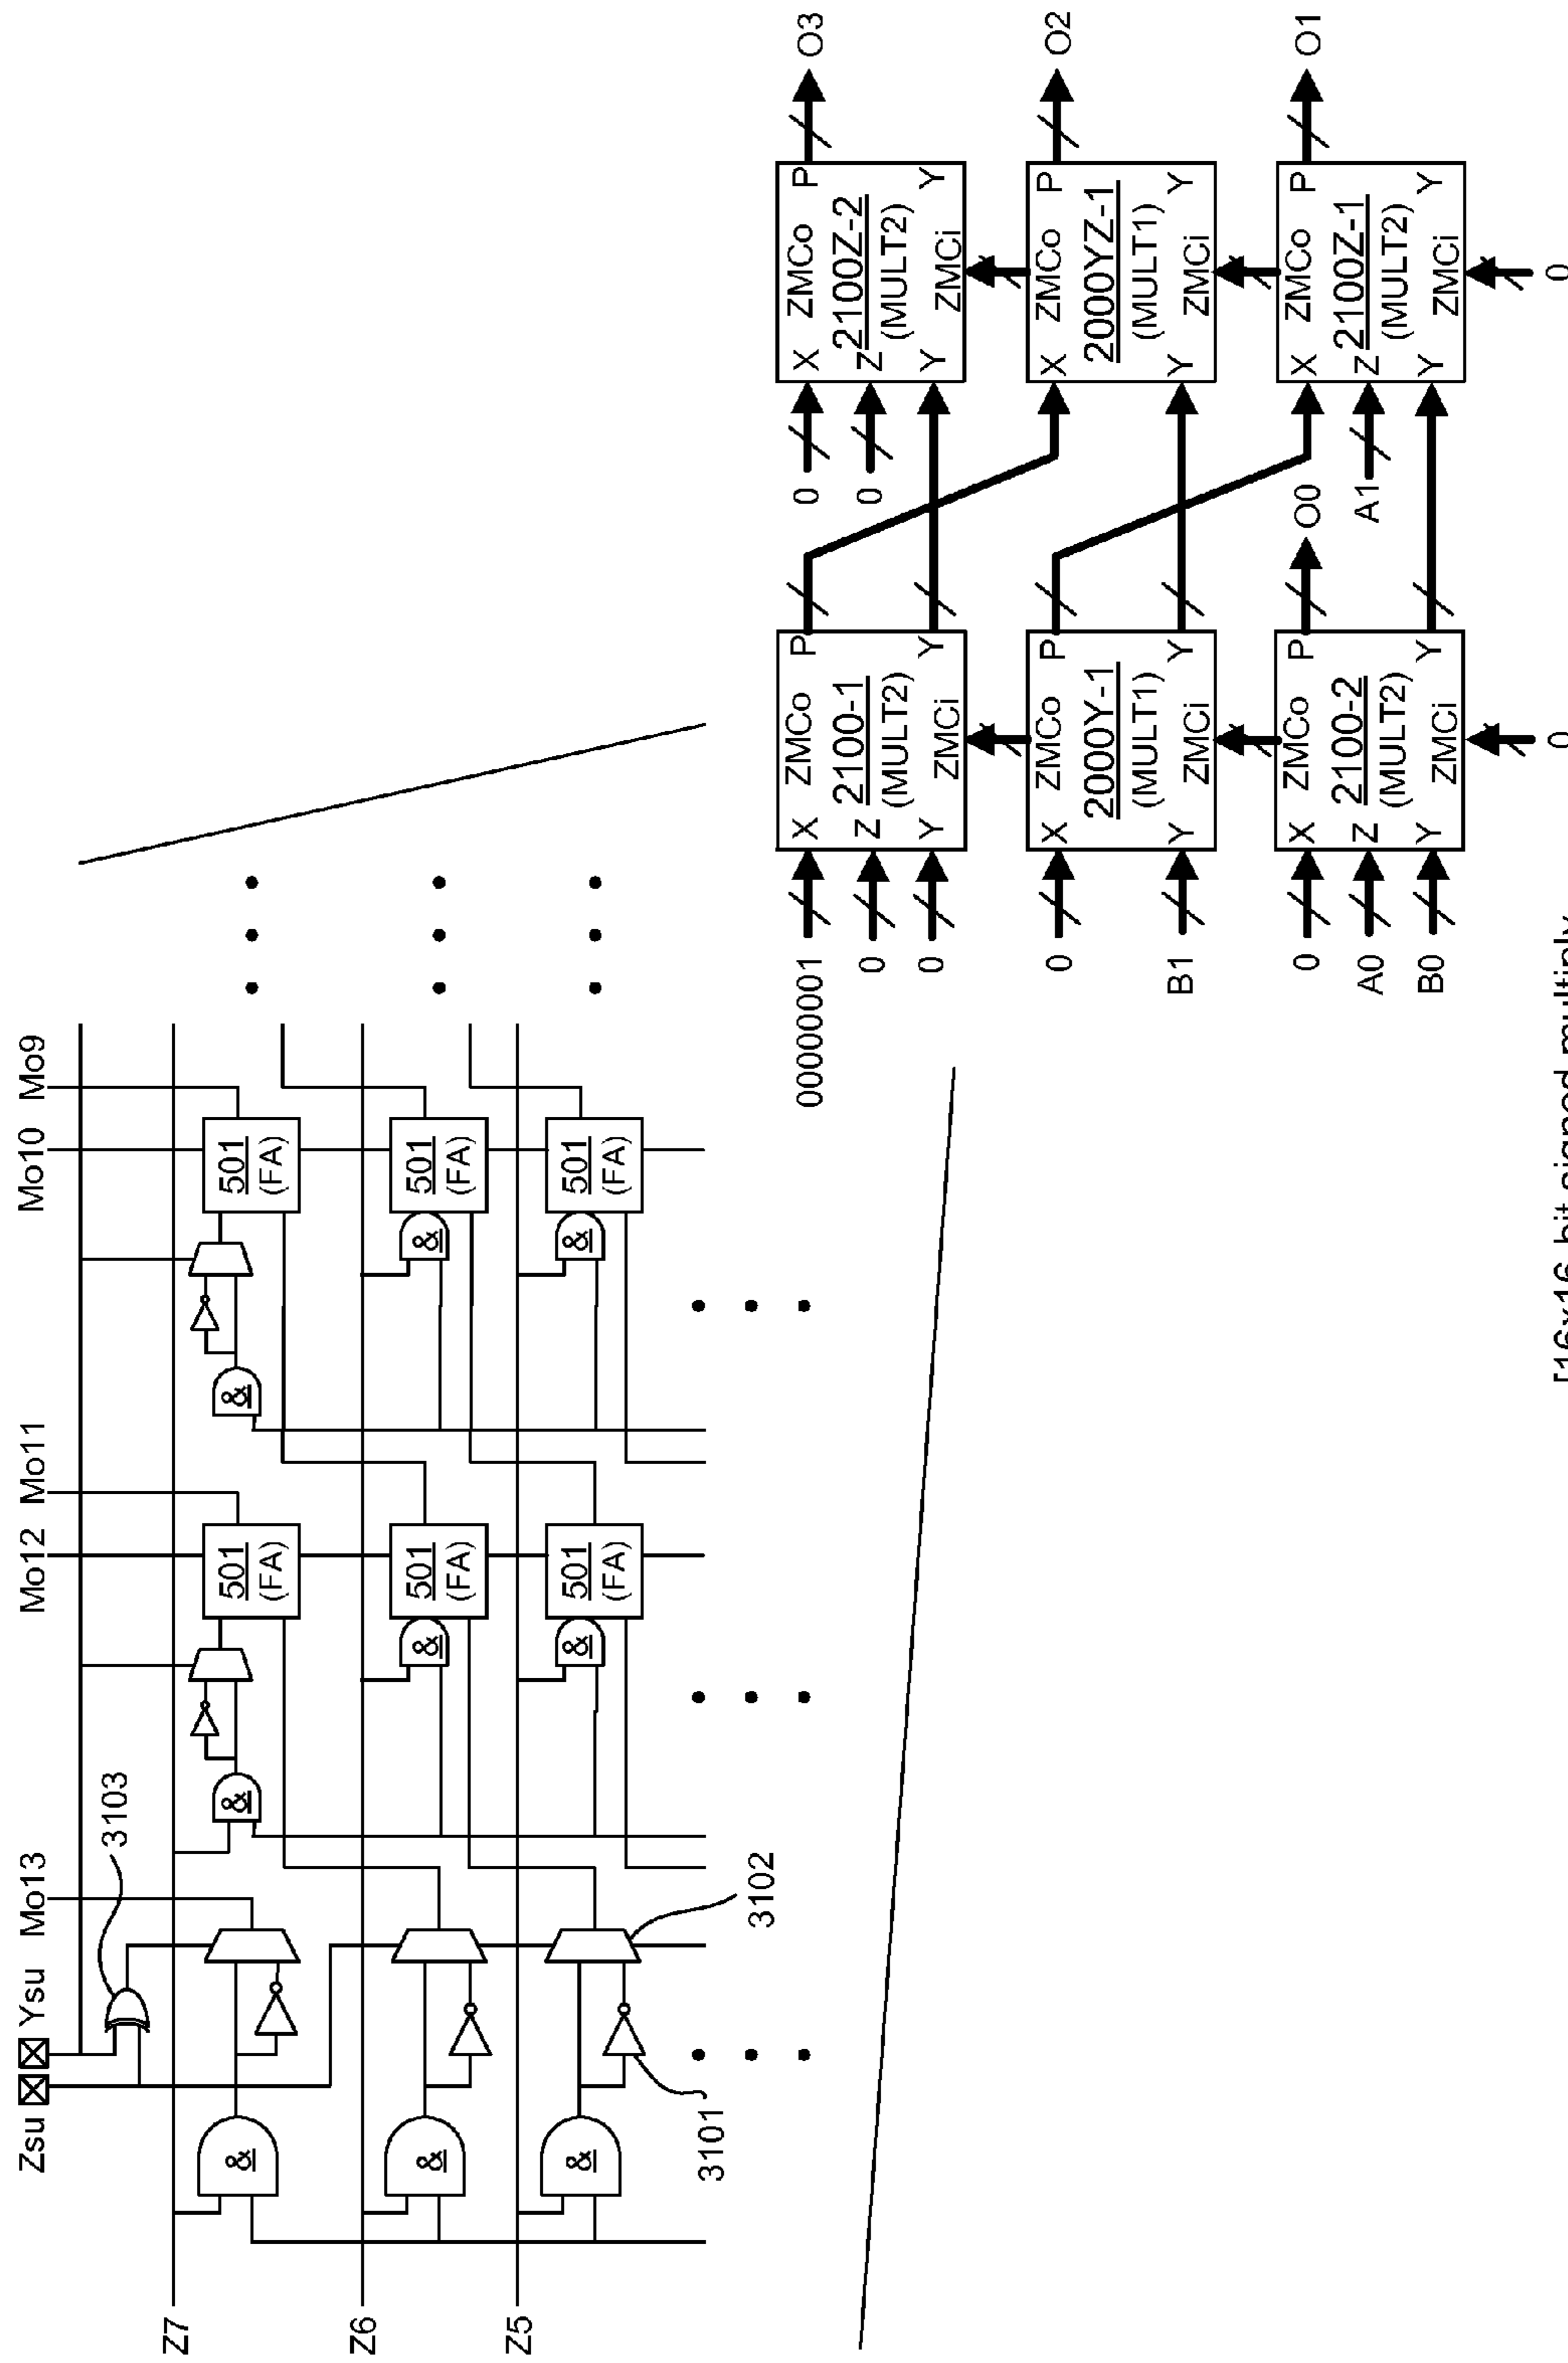 Zsu
Ysu
Mo13
Mo12
Mo11
Mo10
Mo9
3103
Z7
&
&
501
(FA)
&
501
(FA)
Z6
&
&
501
(FA)
&
501
(FA)
Z5
&
&
501
(FA)
&
501
(FA)
3101
3102
00000001
0
0
X
Z
Y
ZMCo
2100-1
(MULT2)
ZMCi
P
Y
0
0
X
Z
Y
ZMCo
2100Z-2
(MULT2)
ZMCi
P
Y
O3
0
B1
X
Y
ZMCo
2000Y-1
(MULT1)
ZMCi
P
Y
X
Y
ZMCo
2000YZ-1
(MULT1)
ZMCi
P
Y
O2
0
A0
B0
X
Z
Y
ZMCo
2100-2
(MULT2)
ZMCi
P
Y
O0
A1
X
Z
Y
ZMCo
2100Z-1
(MULT2)
ZMCi
P
Y
O1
0
0
[16x16-bit signed multiply